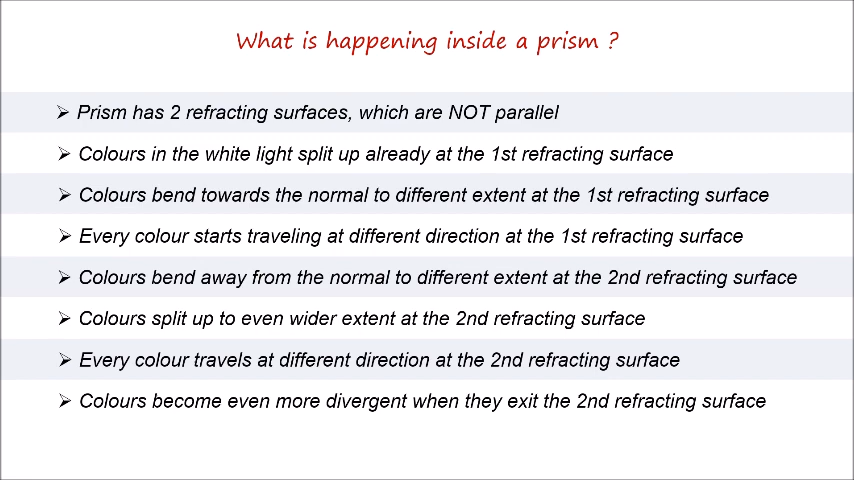 What is happening inside a prism ?
➢ Prism has 2 refracting surfaces, which are NOT parallel
➢ Colours in the white light split up already at the 1st refracting surface
➢ Colours bend towards the normal to different extent at the 1st refracting surface
➢ Every colour starts traveling at different direction at the 1st refracting surface
➢ Colours bend away from the normal to different extent at the 2nd refracting surface
➢ Colours split up to even wider extent at the 2nd refracting surface
➢ Every colour travels at different direction at the 2nd refracting surface
➢ Colours become even more divergent when they exit the 2nd refracting surface